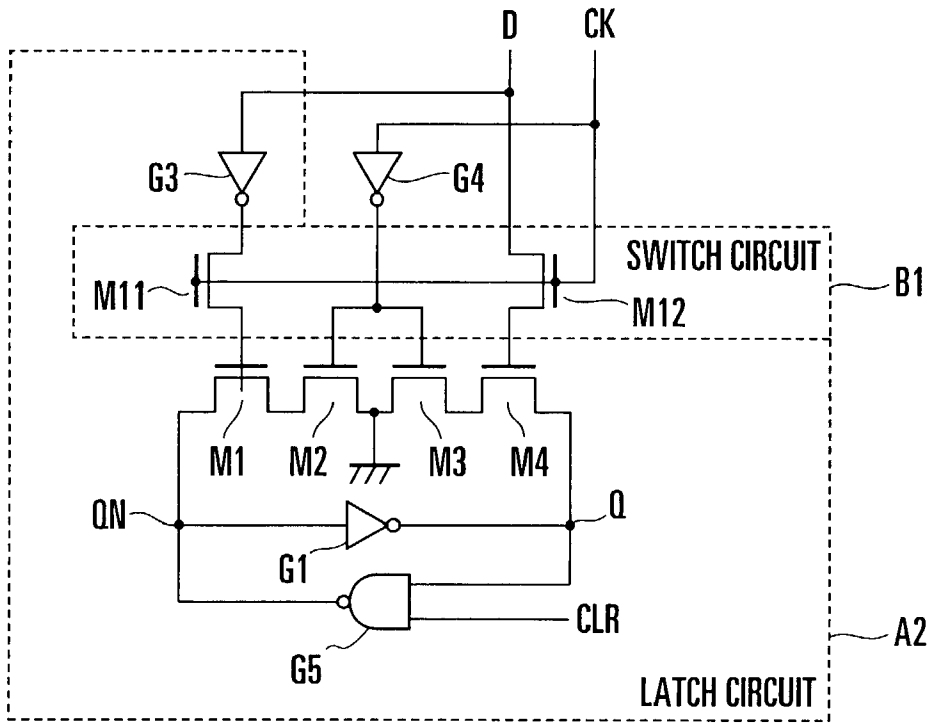 D CK
G3 G4
SWITCH CIRCUIT
B1
M11 M12
M1 M2 M3 M4
QN Q
G1
CLR
A2
G5
LATCH CIRCUIT